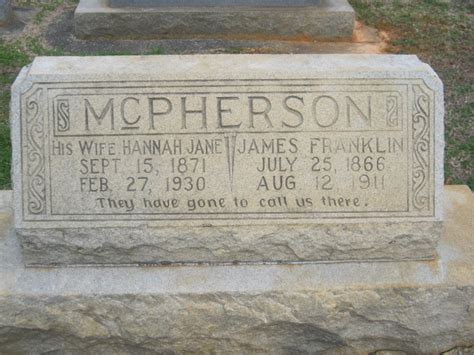 McPHERSON
HIS WIFE HANNAH JANE JAMES FRANKLIN
SEPT. 15, 1871 JULY 25, 1866
FEB. 27, 1930 AUG. 12, 1911
They have gone to call us there.